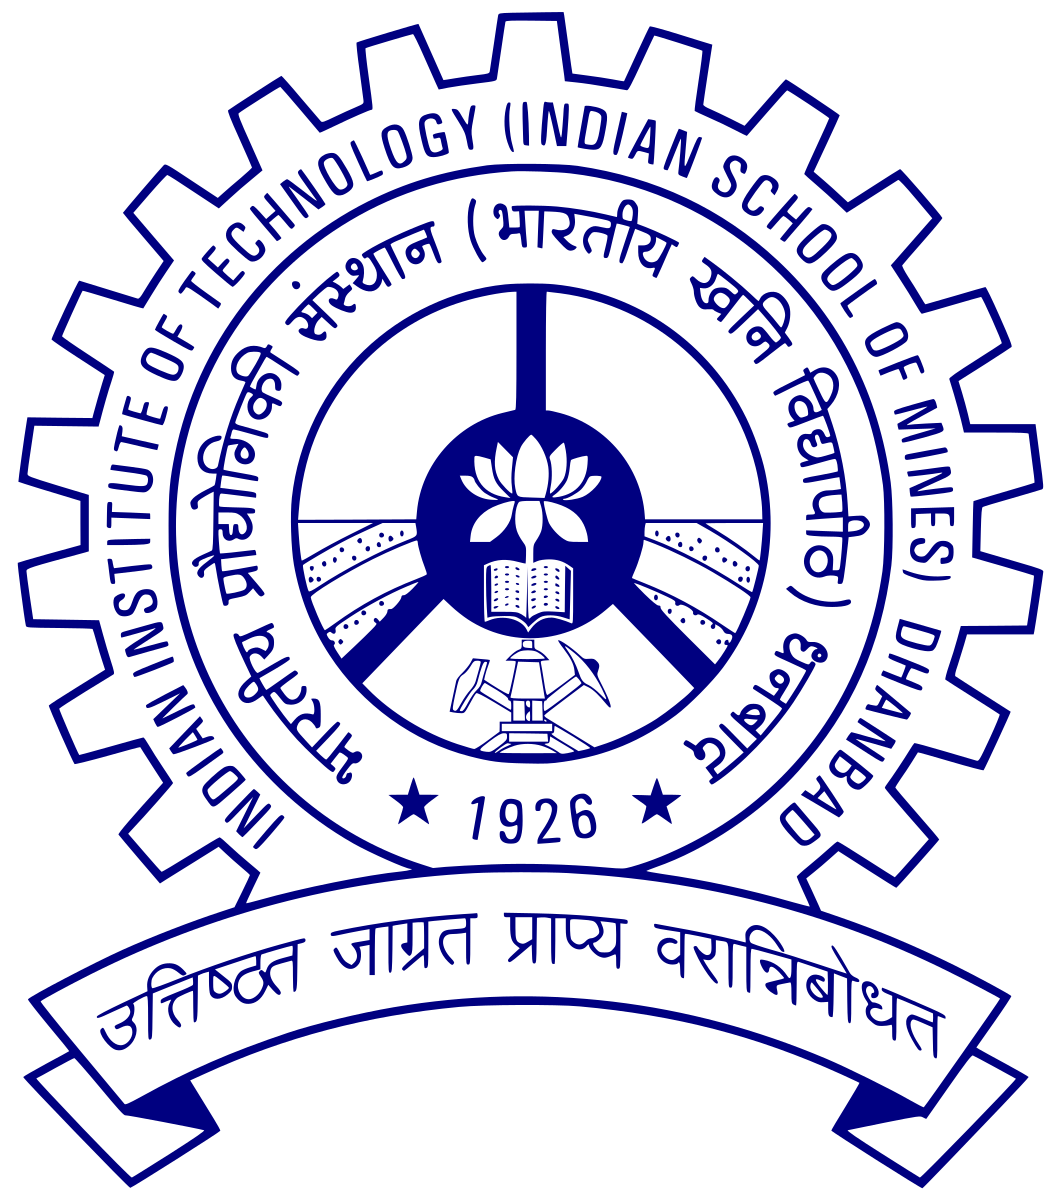 INDIAN INSTITUTE OF TECHNOLOGY (INDIAN SCHOOL OF MINES) DHANBAD
भारतीय प्रौद्योगिकी संस्थान (भारतीय खनि विद्यापीठ) धनबाद
1926
उत्तिष्ठत जाग्रत प्राप्य वरान्निबोधत